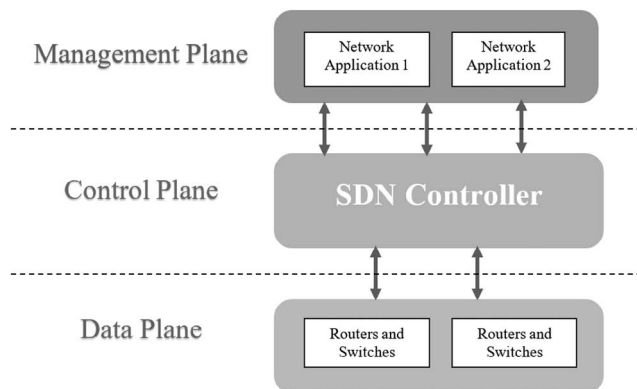 Management Plane
Network
Application 1
Network
Application 2
Control Plane
SDN Controller
Data Plane
Routers and
Switches
Routers and
Switches